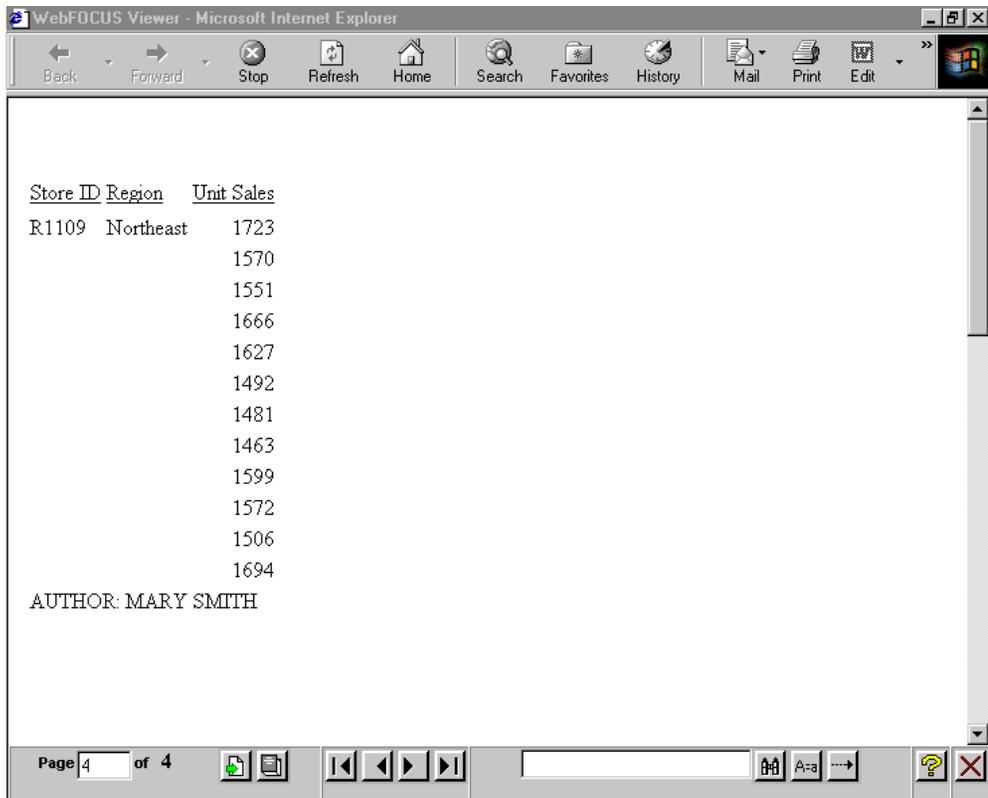 WebFOCUS Viewer - Microsoft Internet Explorer
Back Forward Stop Refresh Home Search Favorites History Mail Print Edit »
Store ID Region Unit Sales
R1109 Northeast 1723
1570
1551
1666
1627
1492
1481
1463
1599
1572
1506
1694
AUTHOR: MARY SMITH
Page 4 of 4 A=a